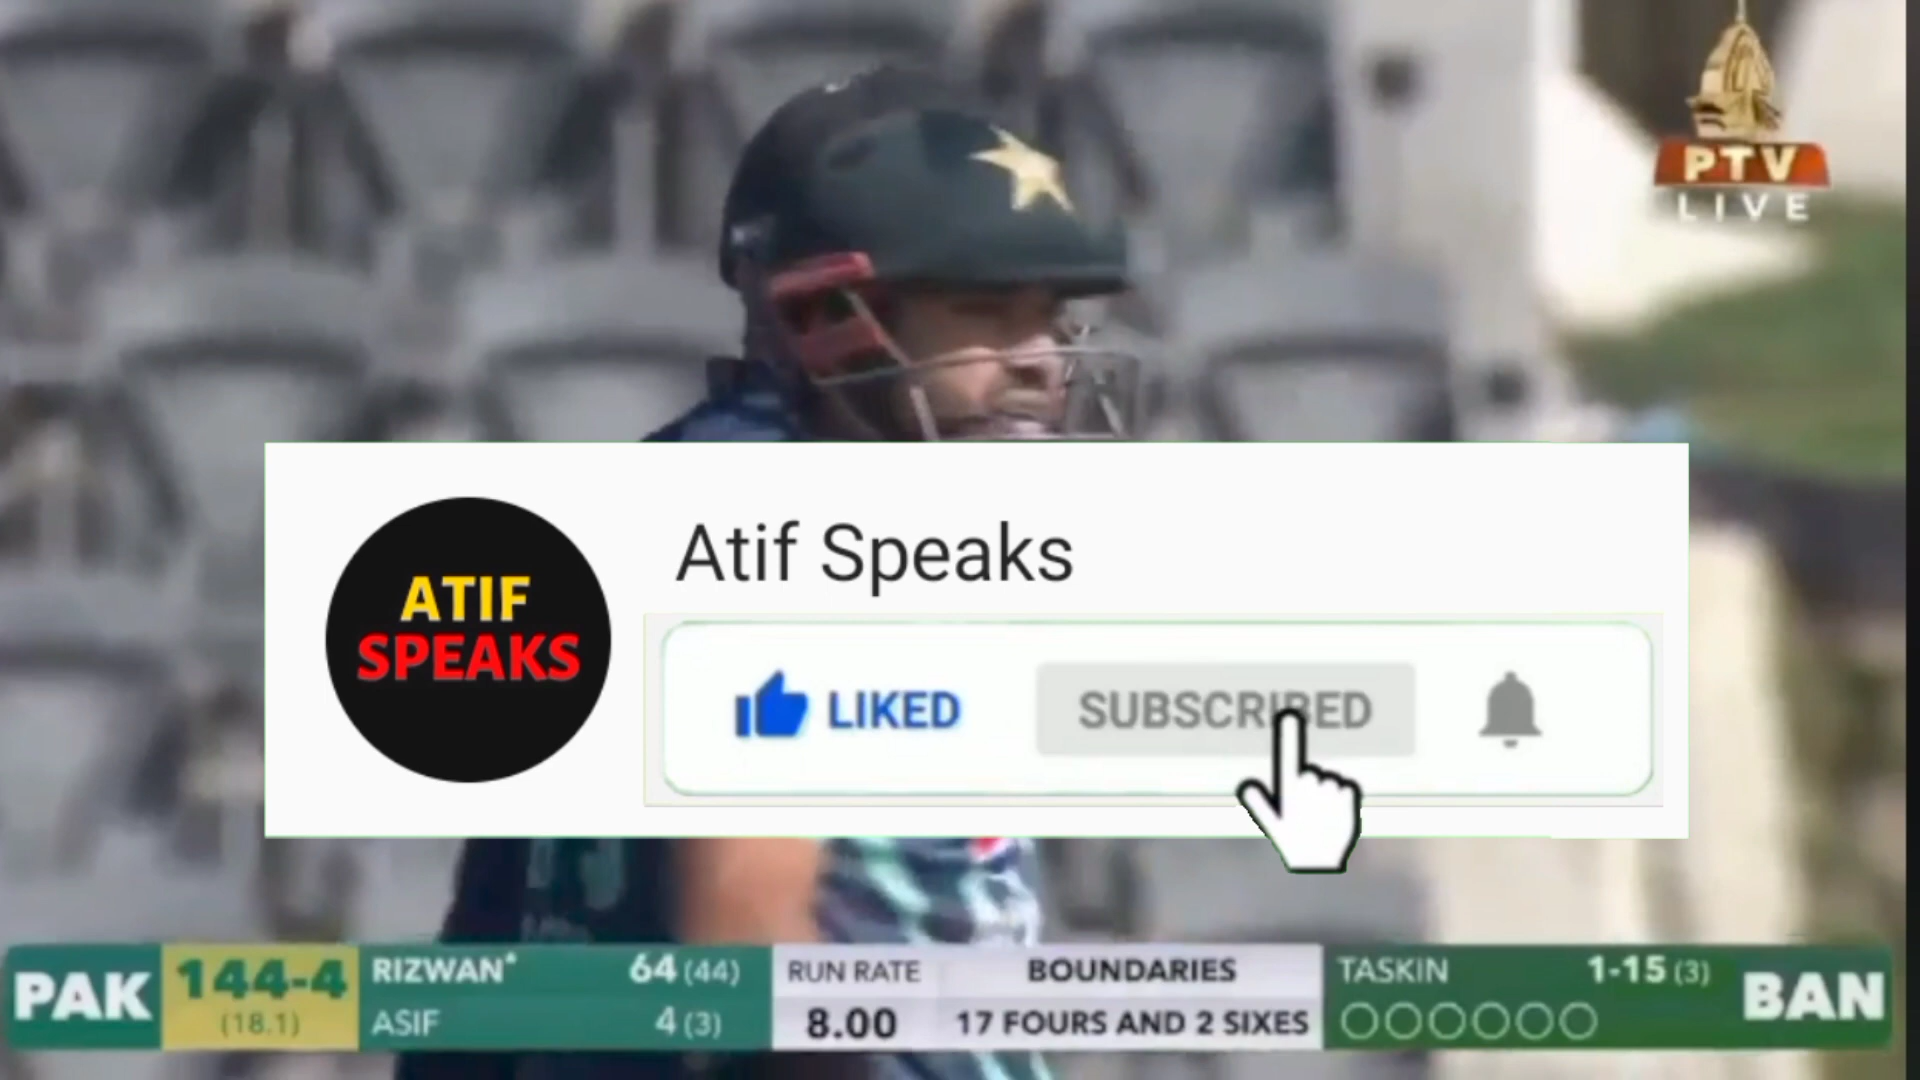 PTV
LIVE
Atif Speaks
ATIF
SPEAKS
LIKED
SUBSCRIBED
PAK
144-4
(18.1)
RIZWAN* 64 (44)
ASIF 4 (3)
RUN RATE
8.00
BOUNDARIES
17 FOURS AND 2 SIXES
TASKIN 1-15 (3)
BAN